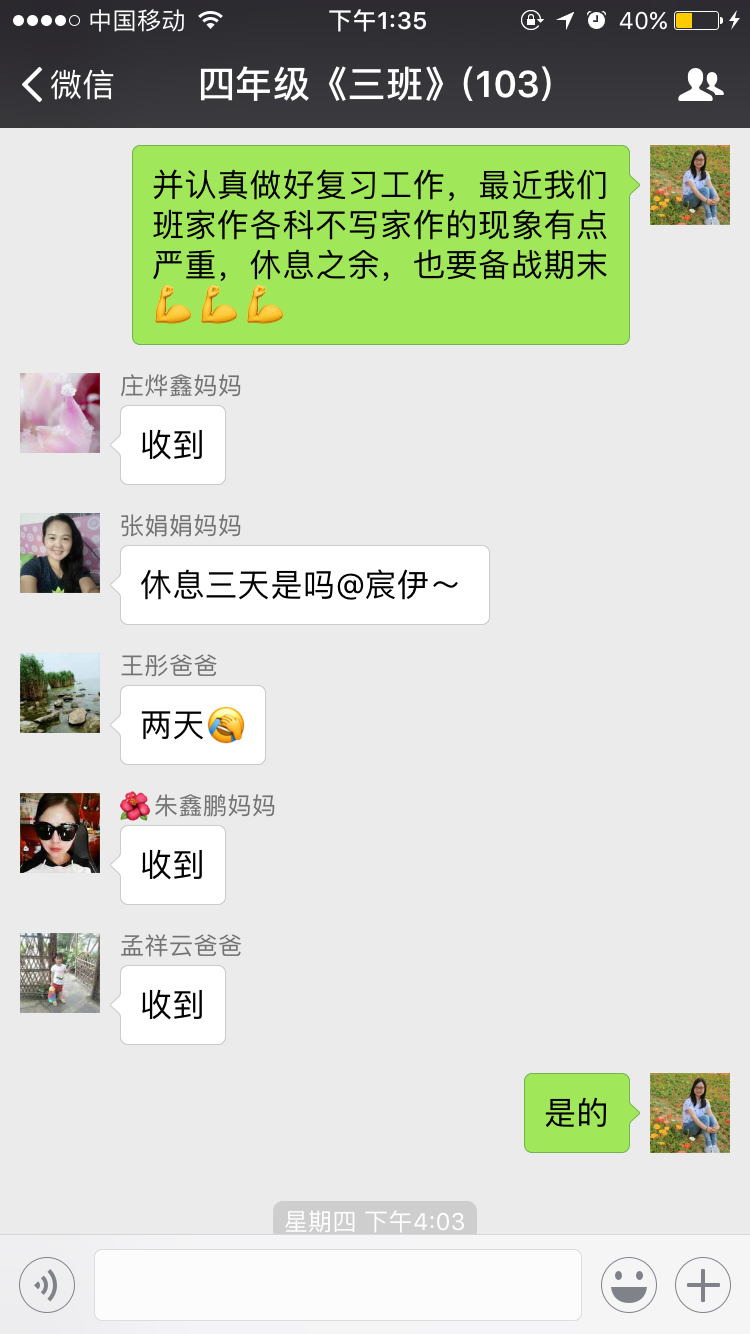 中国移动
下午1:35
40%
微信
四年级《三班》(103)
并认真做好复习工作，最近我们
班家作各科不写家作的现象有点
严重，休息之余，也要备战期末
💪💪💪
庄烨鑫妈妈
收到
张娟娟妈妈
休息三天是吗@宸伊～
王彤爸爸
两天🤣
🌺朱鑫鹏妈妈
收到
孟祥云爸爸
收到
是的
星期四 下午4:03